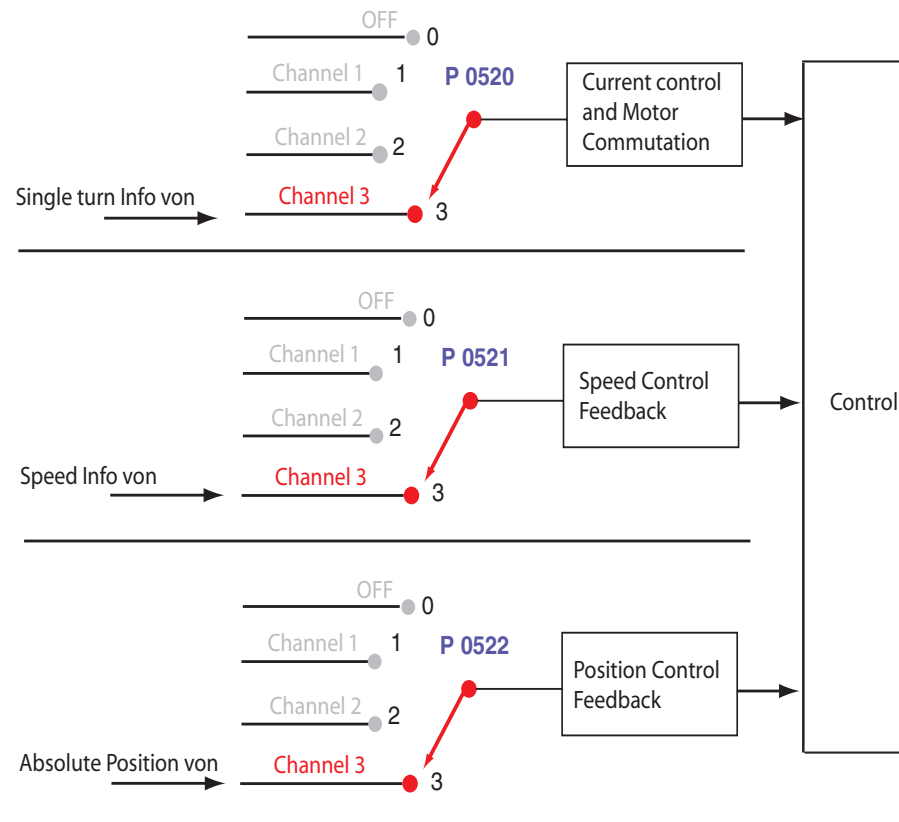 OFF
0
Channel 1
1
P 0520
Channel 2
2
Current control
and Motor
Commutation
Single turn Info von
Channel 3
3
OFF
0
Channel 1
1
P 0521
Channel 2
2
Speed Control
Feedback
Control
Speed Info von
Channel 3
3
OFF
0
Channel 1
1
P 0522
Channel 2
2
Position Control
Feedback
Absolute Position von
Channel 3
3